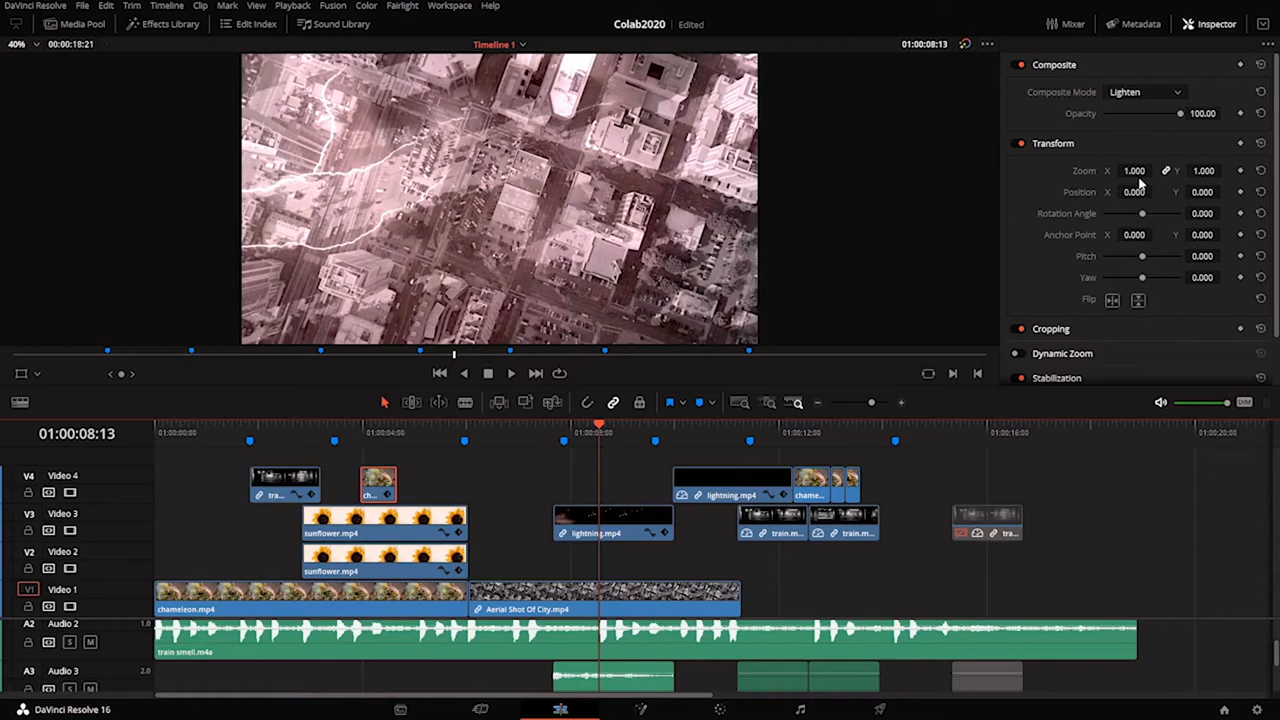 DaVinci Resolve File Edit Trim Timeline Clip Mark View Playback Fusion Color Fairlight Workspace Help
Media Pool Effects Library Edit Index Sound Library Colab2020 Edited Mixer Metadata Inspector
40% 00:00:18:21 Timeline 1 01:00:08:13
Composite
Composite Mode Lighten
Opacity 100.00
Transform
Zoom X 1.000 Y 1.000
Position X 0.000 Y 0.000
Rotation Angle 0.000
Anchor Point X 0.000 Y 0.000
Pitch 0.000
Yaw 0.000
Flip
Cropping
Dynamic Zoom
Stabilization
DIM
01:00:08:13 01:00:00:00 01:00:04:00 01:00:08:00 01:00:12:00 01:00:16:00 01:00:20:00
V4 Video 4
tra... ch... lightning.mp4 chame...
V3 Video 3
sunflower.mp4 lightning.mp4 train.m... train.m... tra...
V2 Video 2
sunflower.mp4
V1 Video 1
chameleon.mp4 Aerial Shot Of City.mp4
A2 Audio 2 1.0
S M
train smell.m4a
A3 Audio 3 2.0
S M
DaVinci Resolve 16